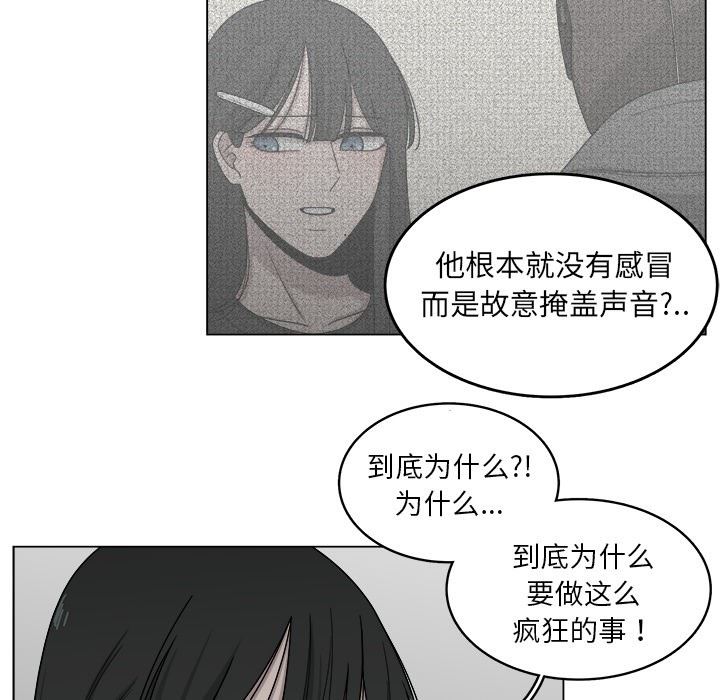 他根本就没有感冒
而是故意掩盖声音?..
到底为什么?!
为什么...
到底为什么
要做这么
疯狂的事！